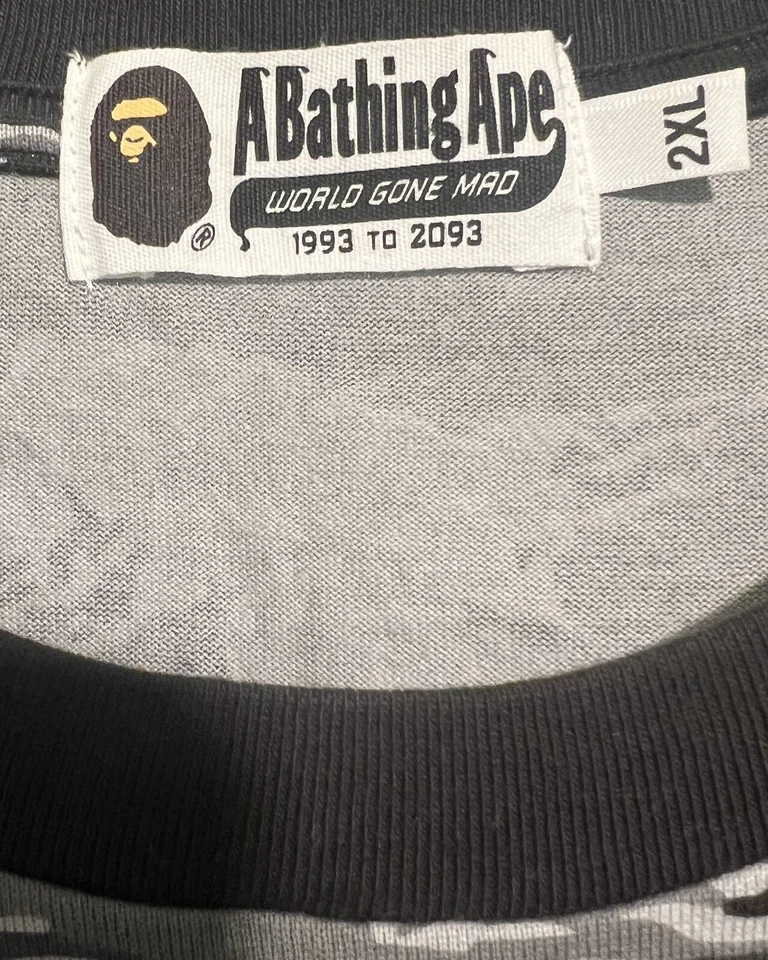 A Bathing Ape
WORLD GONE MAD
1993 TO 2093
®
2XL